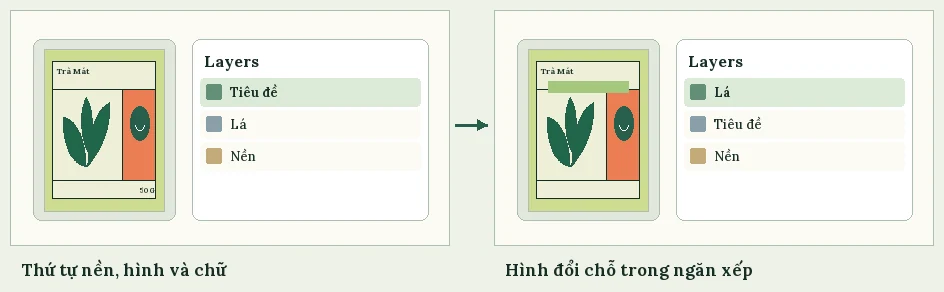 Trà Mát
50G
Layers
Tiêu đề
Lá
Nền
Thứ tự nền, hình và chữ
Trà Mát
Layers
Lá
Tiêu đề
Nền
Hình đổi chỗ trong ngăn xếp